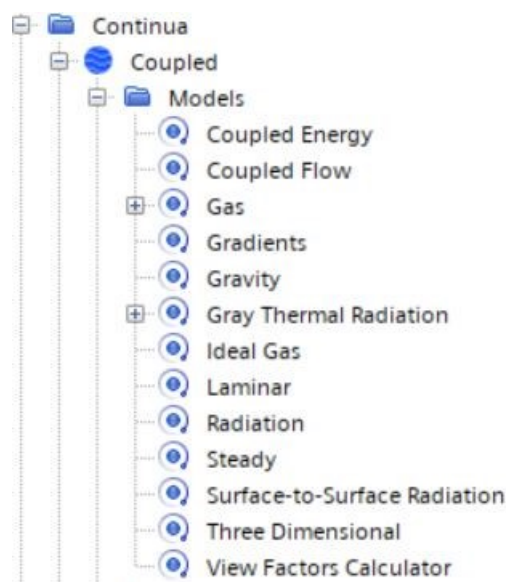 Continua
Coupled
Models
Coupled Energy
Coupled Flow
Gas
Gradients
Gravity
Gray Thermal Radiation
Ideal Gas
Laminar
Radiation
Steady
Surface-to-Surface Radiation
Three Dimensional
View Factors Calculator